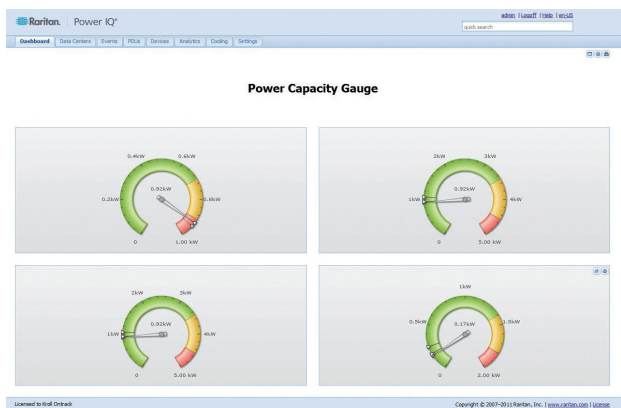 admin | Logoff | Help | en-US
Raritan. Power IQ®
quick search
Dashboard Data Centers Events PDUs Devices Analytics Cooling Settings
Power Capacity Gauge
0.4kW 0.6kW
0.92kW
0.2kW 0.8kW
0 1.00 kW
2kW 3kW
0.92kW
1kW 4kW
0 5.00 kW
2kW 3kW
0.92kW
1kW 4kW
0 5.00 kW
1kW
0.5kW 0.17kW 1.5kW
0 2.00 kW
Licensed to Kroll Ontrack
Copyright © 2007-2011 Raritan, Inc. | www.raritan.com | License